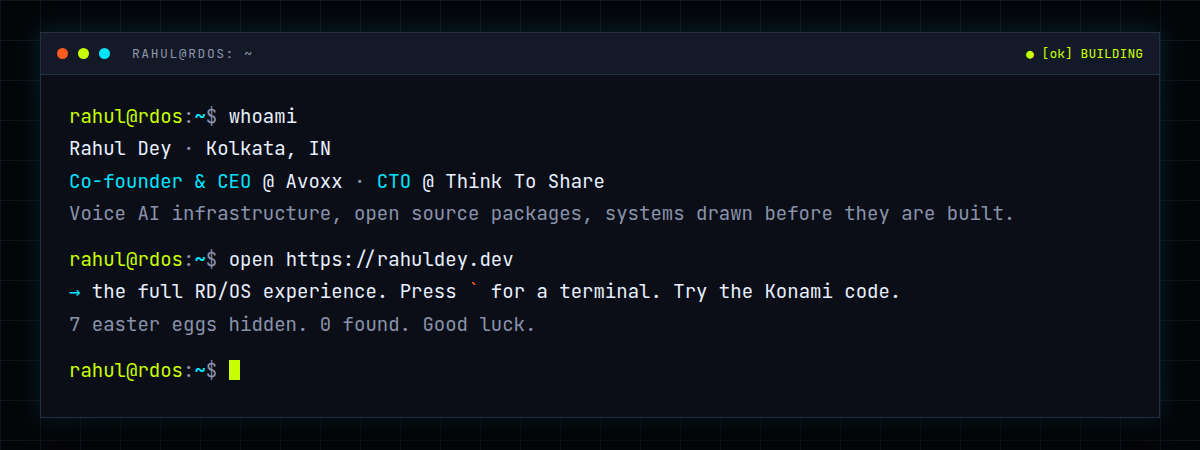 RAHUL@RDOS: ~
● [ok] BUILDING
rahul@rdos:~$ whoami
Rahul Dey · Kolkata, IN
Co-founder & CEO @ Avoxx · CTO @ Think To Share
Voice AI infrastructure, open source packages, systems drawn before they are built.
rahul@rdos:~$ open https://rahuldey.dev
→ the full RD/OS experience. Press ` for a terminal. Try the Konami code.
7 easter eggs hidden. 0 found. Good luck.
rahul@rdos:~$